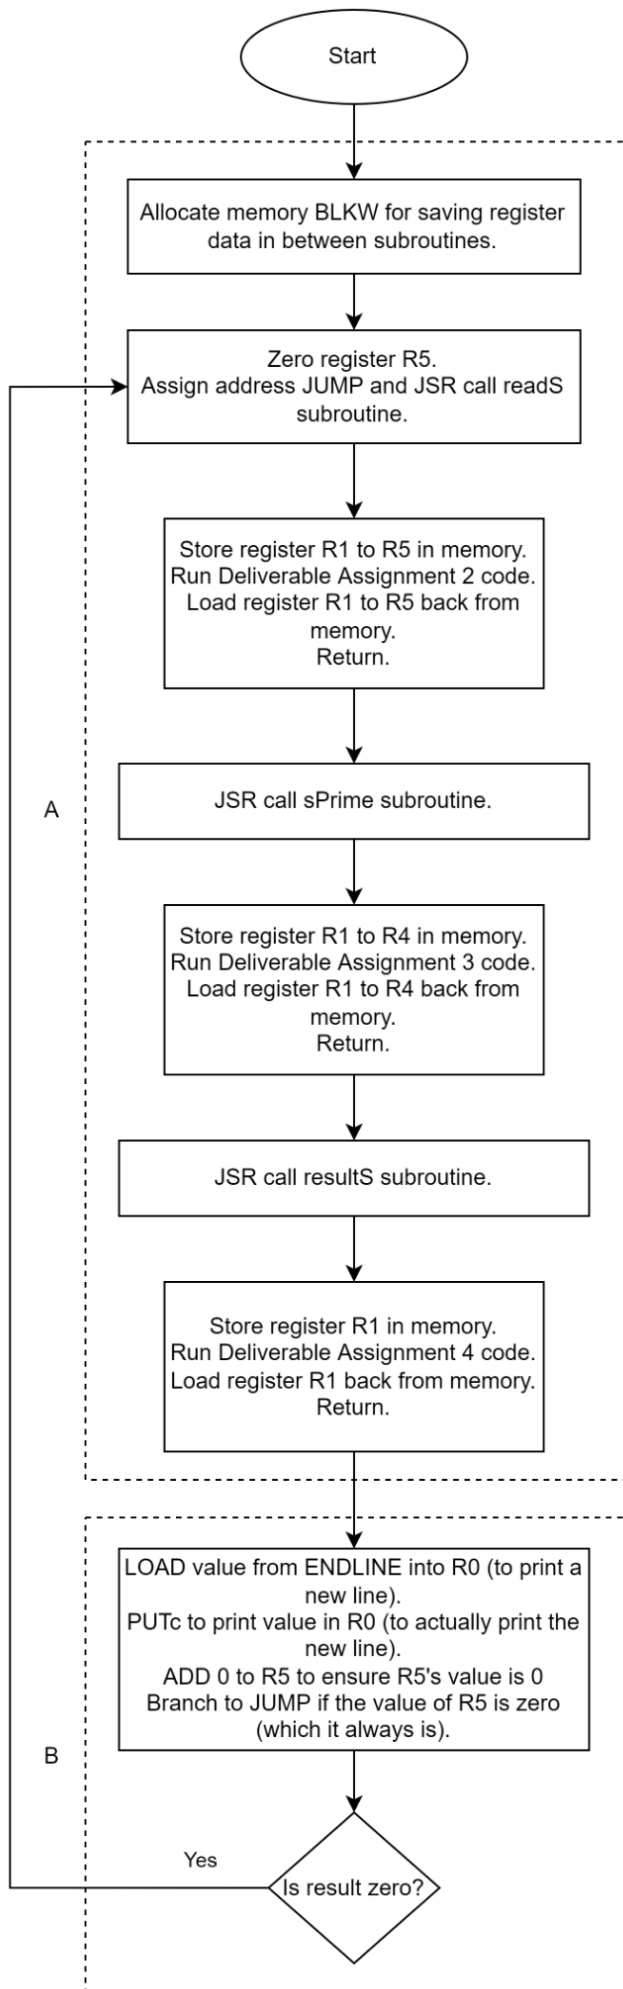 Start
Allocate memory BLKW for saving register
data in between subroutines.
Zero register R5.
Assign address JUMP and JSR call readS
subroutine.
Store register R1 to R5 in memory.
Run Deliverable Assignment 2 code.
Load register R1 to R5 back from
memory.
Return.
A
JSR call sPrime subroutine.
Store register R1 to R4 in memory.
Run Deliverable Assignment 3 code.
Load register R1 to R4 back from
memory.
Return.
JSR call resultS subroutine.
Store register R1 in memory.
Run Deliverable Assignment 4 code.
Load register R1 back from memory.
Return.
LOAD value from ENDLINE into R0 (to print a
new line).
PUTc to print value in R0 (to actually print the
new line).
ADD 0 to R5 to ensure R5's value is 0
Branch to JUMP if the value of R5 is zero
(which it always is).
B
Yes
Is result zero?